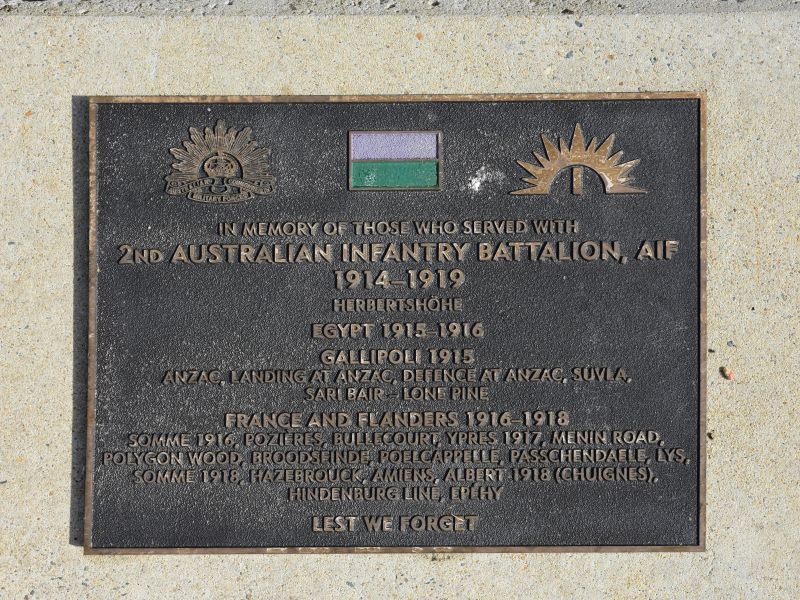 MILITARY FORCES
IN MEMORY OF THOSE WHO SERVED WITH
2ND AUSTRALIAN INFANTRY BATTALION, AIF
1914–1919
HERBERTSHÖHE
EGYPT 1915–1916
GALLIPOLI 1915
ANZAC, LANDING AT ANZAC, DEFENCE AT ANZAC, SUVLA,
SARI BAIR – LONE PINE
FRANCE AND FLANDERS 1916–1918
SOMME 1916, POZIERES, BULLECOURT, YPRES 1917, MENIN ROAD,
POLYGON WOOD, BROODSEINDE, POELCAPPELLE, PASSCHENDAELE, LYS,
SOMME 1918, HAZEBROUCK, AMIENS, ALBERT 1918 (CHUIGNES),
HINDENBURG LINE, EPEHY
LEST WE FORGET